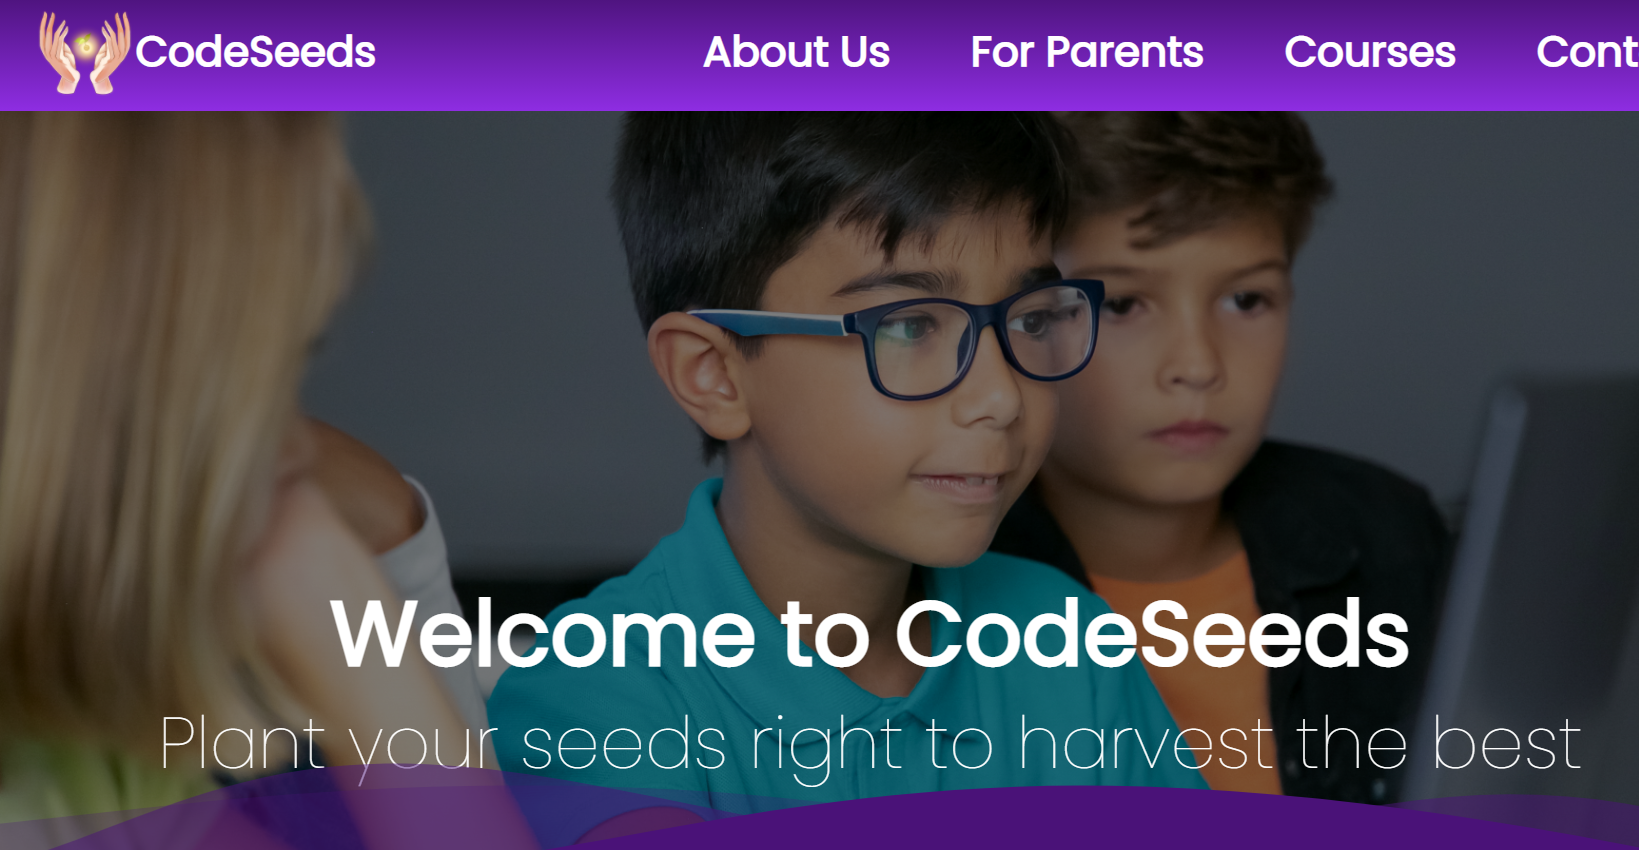 CodeSeeds About Us For Parents Courses Cont
Welcome to CodeSeeds
Plant your seeds right to harvest the best